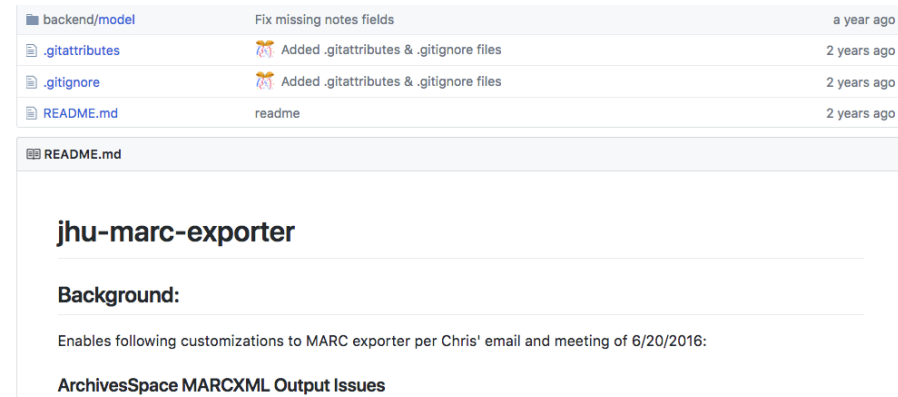 backend/model Fix missing notes fields a year ago
.gitattributes Added .gitattributes & .gitignore files 2 years ago
.gitignore Added .gitattributes & .gitignore files 2 years ago
README.md readme 2 years ago
README.md
jhu-marc-exporter
Background:
Enables following customizations to MARC exporter per Chris' email and meeting of 6/20/2016:
ArchivesSpace MARCXML Output Issues